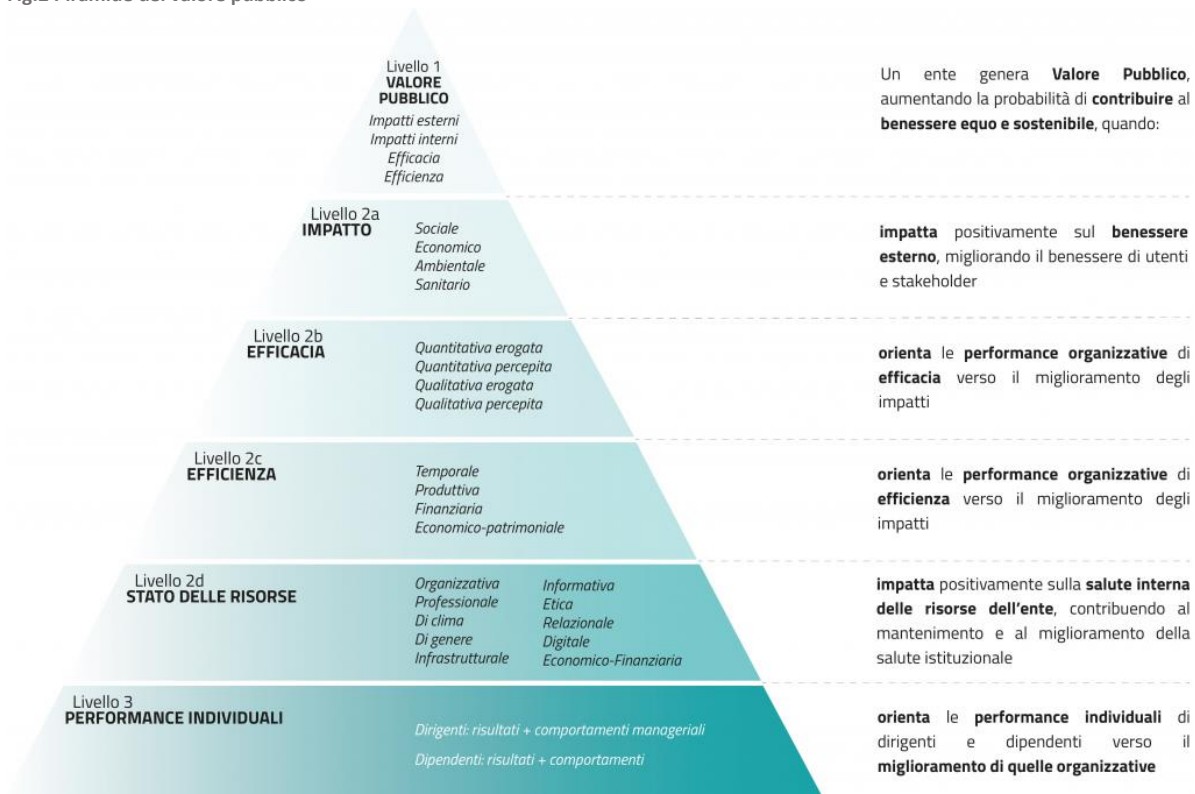 Fig.2 Piramide del valore pubblico
Livello 1
VALORE
PUBBLICO
Impatti esterni
Impatti interni
Efficacia
Efficienza
Un ente genera Valore Pubblico,
aumentando la probabilità di contribuire al
benessere equo e sostenibile, quando:
Livello 2a
IMPATTO
Sociale
Economico
Ambientale
Sanitario
impatta positivamente sul benessere
esterno, migliorando il benessere di utenti
e stakeholder
Livello 2b
EFFICACIA
Quantitativa erogata
Quantitativa percepita
Qualitativa erogata
Qualitativa percepita
orienta le performance organizzative di
efficacia verso il miglioramento degli
impatti
Livello 2c
EFFICIENZA
Temporale
Produttiva
Finanziaria
Economico-patrimoniale
orienta le performance organizzative di
efficienza verso il miglioramento degli
impatti
Livello 2d
STATO DELLE RISORSE
Organizzativa
Professionale
Di clima
Di genere
Infrastrutturale
Informativa
Etica
Relazionale
Digitale
Economico-Finanziaria
impatta positivamente sulla salute interna
delle risorse dell'ente, contribuendo al
mantenimento e al miglioramento della
salute istituzionale
Livello 3
PERFORMANCE INDIVIDUALI
Dirigenti: risultati + comportamenti manageriali
Dipendenti: risultati + comportamenti
orienta le performance individuali di
dirigenti e dipendenti verso il
miglioramento di quelle organizzative